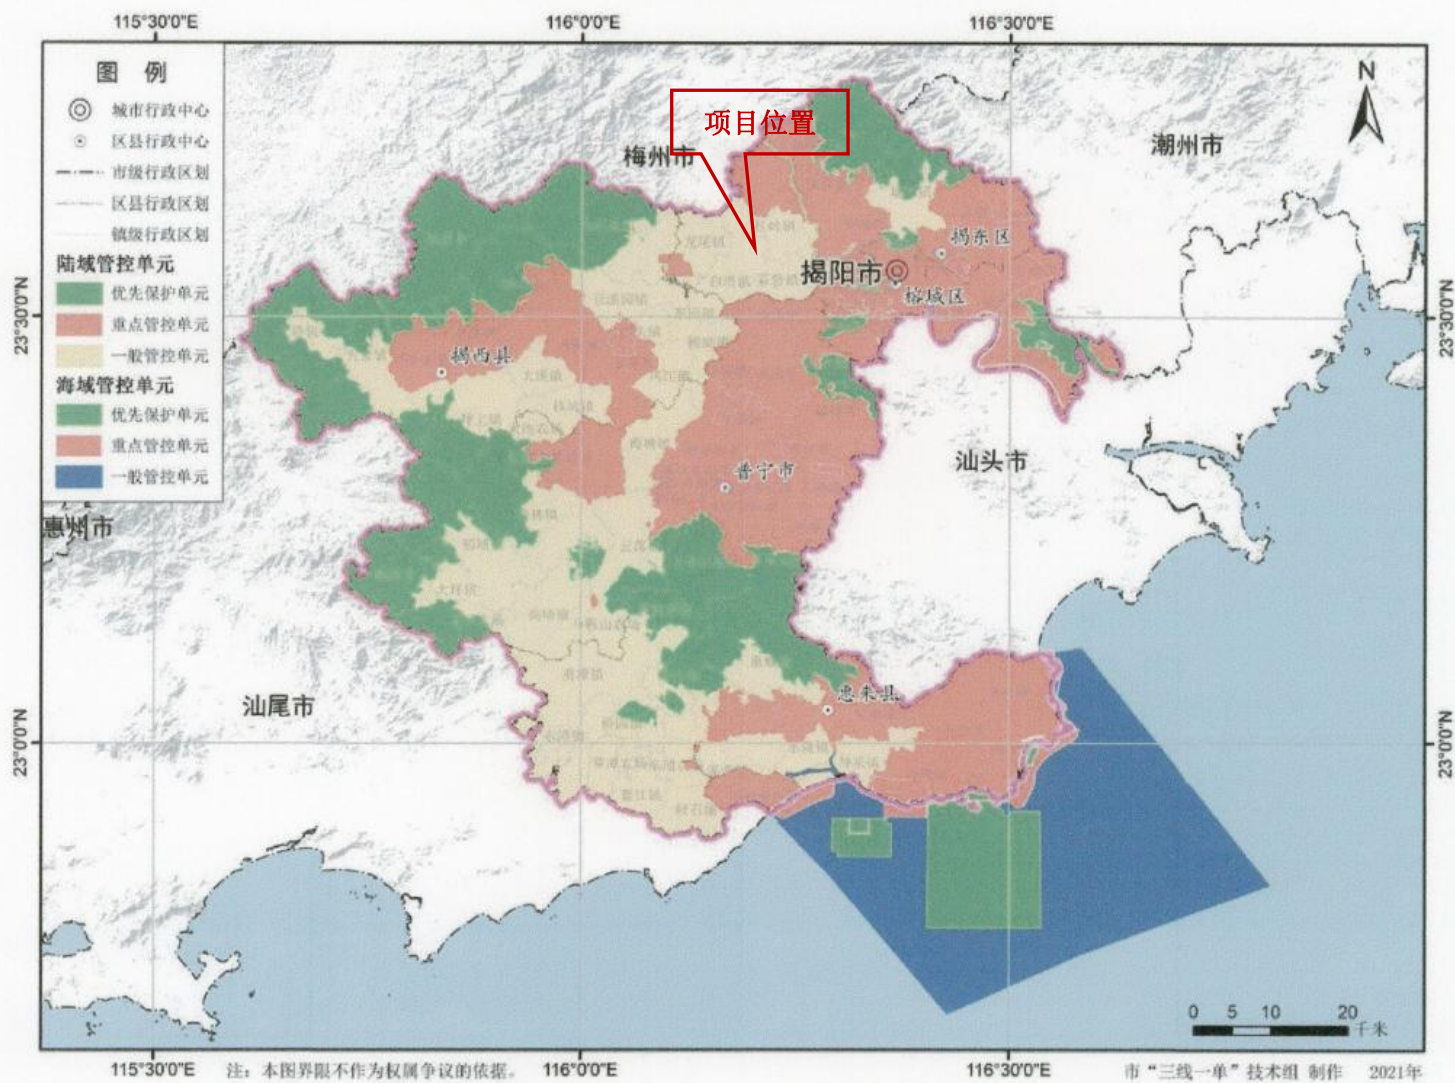 115°30'0"E
116°0'0"E
116°30'0"E
图 例
城市行政中心
区县行政中心
市级行政区划
区县行政区划
镇级行政区划
陆域管控单元
优先保护单元
重点管控单元
一般管控单元
海域管控单元
优先保护单元
重点管控单元
一般管控单元
N
项目位置
梅州市
潮州市
揭东区
龙尾镇
揭阳市
榕城区
23°30'0"N
23°30'0"N
揭西县
大溪镇
普宁市
汕头市
惠州市
大坪镇
惠来县
汕尾市
23°0'0"N
23°0'0"N
0 5 10 20
千米
115°30'0"E
116°0'0"E
116°30'0"E
注：本图界限不作为权属争议的依据。
市“三线一单”技术组 制作 2021年